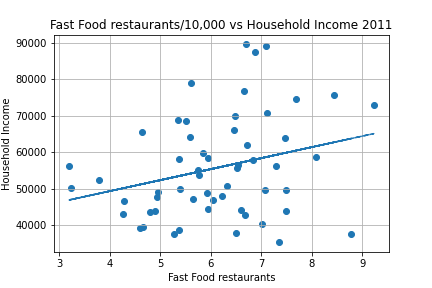 Fast Food restaurants/10,000 vs Household Income 2011
90000
80000
70000
60000
50000
40000
Household Income
3 4 5 6 7 8 9
Fast Food restaurants